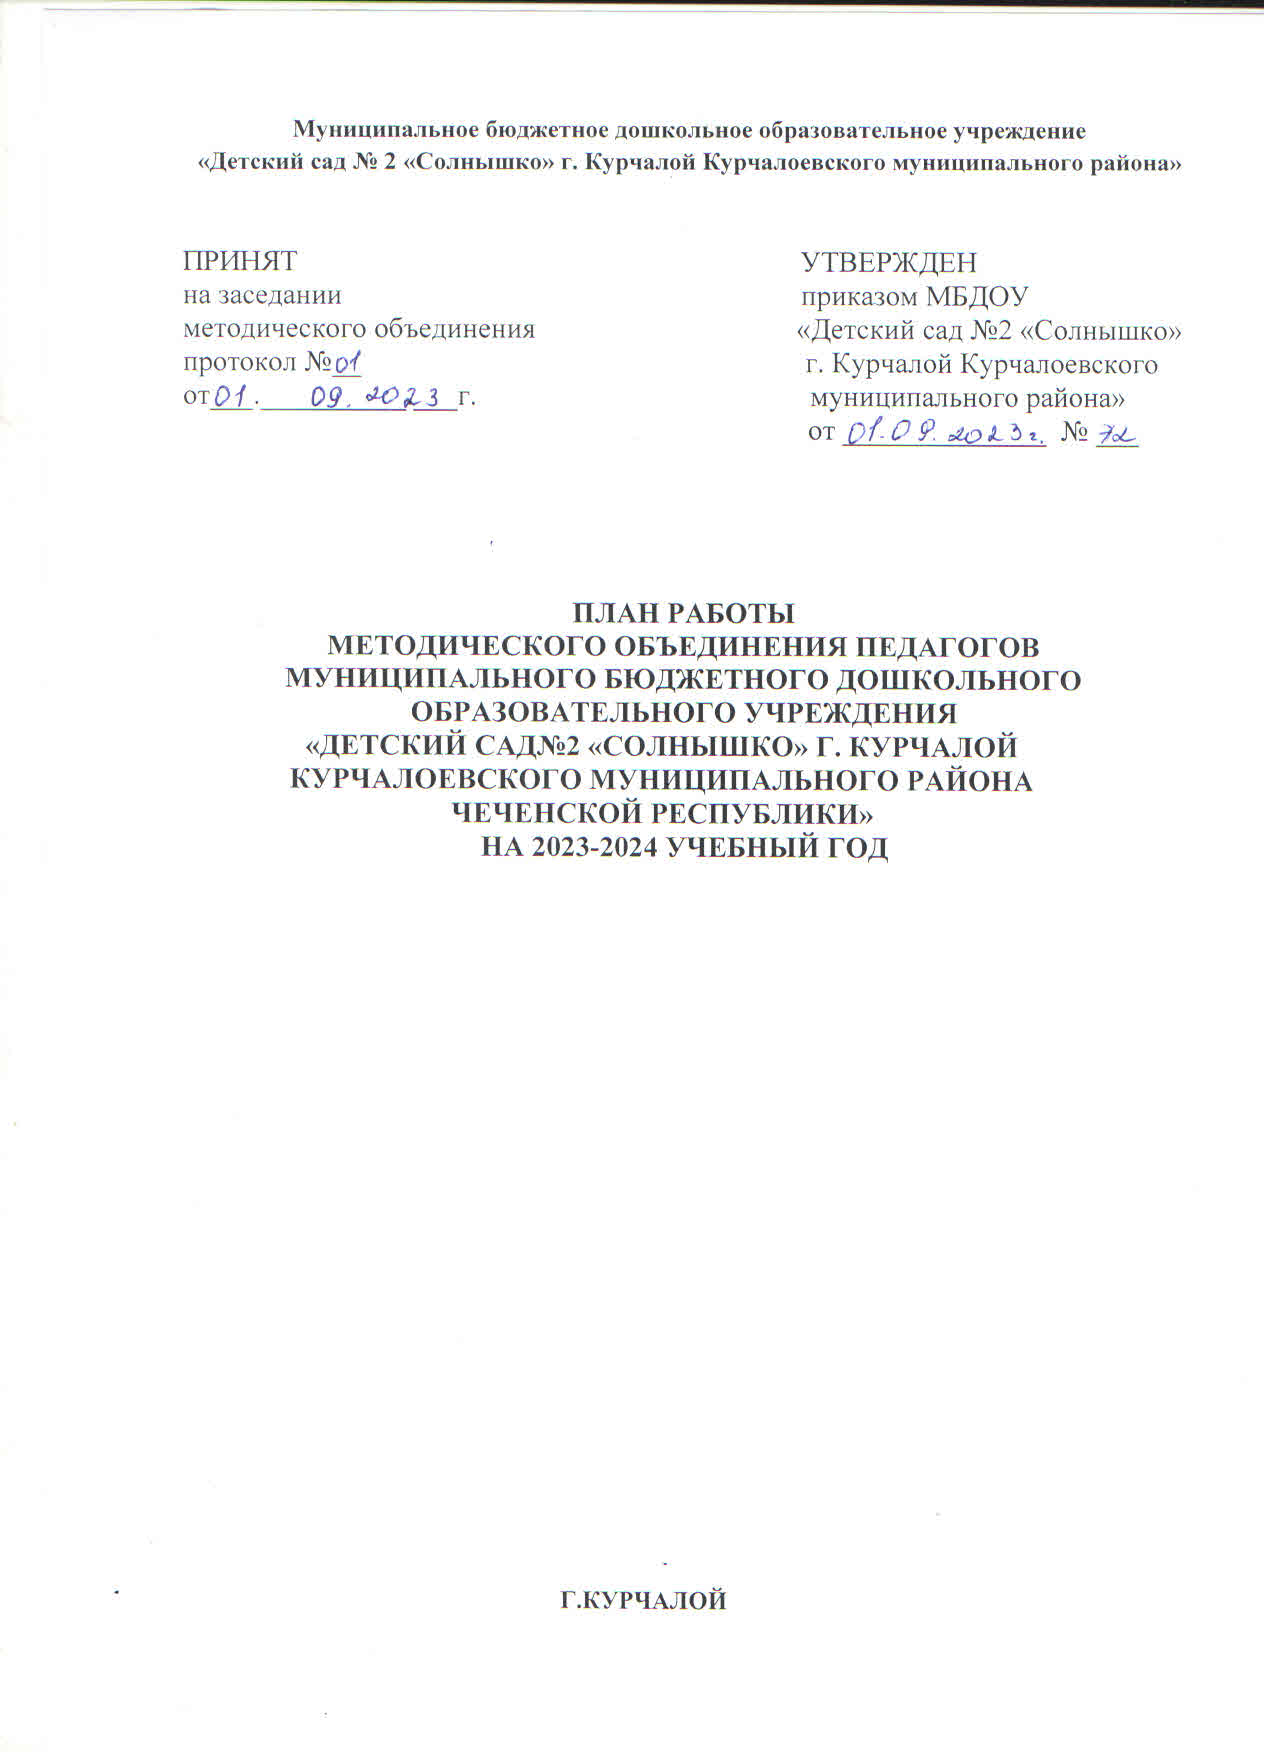 Муниципальное бюджетное дошкольное образовательное учреждение
«Детский сад № 2 «Солнышко» г. Курчалой Курчалоевского муниципального района»
ПРИНЯТ
на заседании
методического объединения
протокол №01
от01. 09. 2023 г.
УТВЕРЖДЕН
приказом МБДОУ
«Детский сад №2 «Солнышко»
г. Курчалой Курчалоевского
муниципального района»
от 01.09.2023г. № 72
ПЛАН РАБОТЫ
МЕТОДИЧЕСКОГО ОБЪЕДИНЕНИЯ ПЕДАГОГОВ
МУНИЦИПАЛЬНОГО БЮДЖЕТНОГО ДОШКОЛЬНОГО
ОБРАЗОВАТЕЛЬНОГО УЧРЕЖДЕНИЯ
«ДЕТСКИЙ САД№2 «СОЛНЫШКО» Г. КУРЧАЛОЙ
КУРЧАЛОЕВСКОГО МУНИЦИПАЛЬНОГО РАЙОНА
ЧЕЧЕНСКОЙ РЕСПУБЛИКИ»
НА 2023-2024 УЧЕБНЫЙ ГОД
Г.КУРЧАЛОЙ